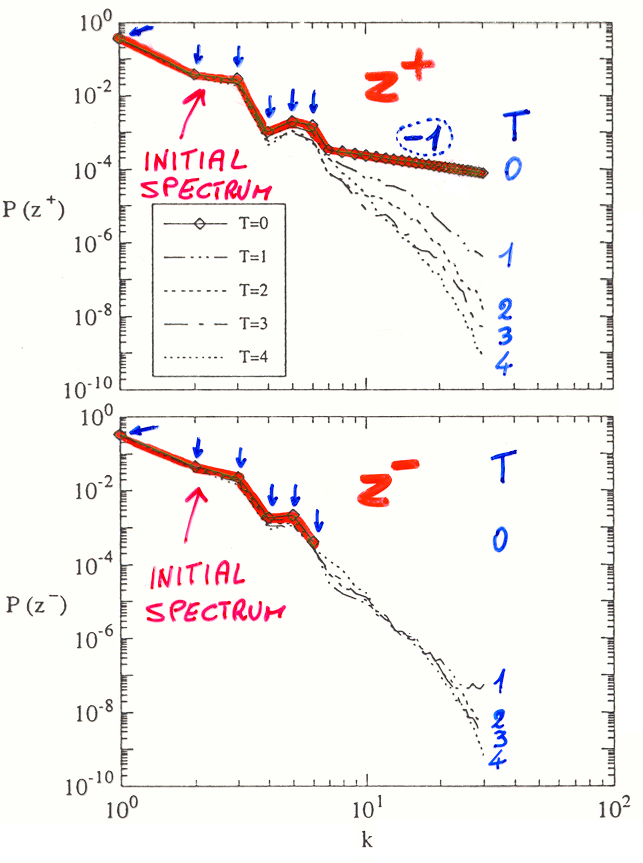 10^0
z^+
10^-2
-1
T
10^-4
0
INITIAL
SPECTRUM
P (z^+)
T=0
T=1
T=2
T=3
T=4
10^-6
1
10^-8
2
3
4
10^-10
10^0
z^-
T
10^-2
0
10^-4
INITIAL
SPECTRUM
P (z^-)
10^-6
1
10^-8
2
3
4
10^-10
10^0
10^1
10^2
k